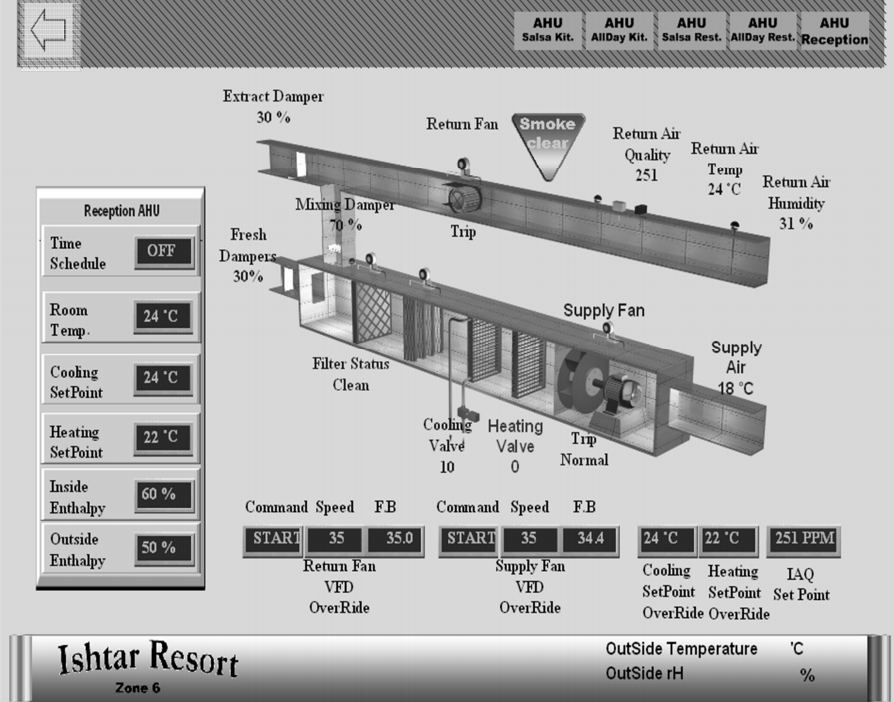 AHU
Salsa Kit.
AHU
AllDay Kit.
AHU
Salsa Rest.
AHU
AllDay Rest.
AHU
Reception
Extract Damper
30 %
Return Fan
Smoke
clear
Return Air
Quality
251
Return Air
Temp
24 °C
Return Air
Humidity
31 %
Mixing Damper
70 %
Trip
Fresh
Dampers
30%
Reception AHU
Time
Schedule
OFF
Room
Temp.
24 °C
Cooling
SetPoint
24 °C
Heating
SetPoint
22 °C
Inside
Enthalpy
60 %
Outside
Enthalpy
50 %
Supply Fan
Supply
Air
18 °C
Filter Status
Clean
Cooling
Valve
10
Heating
Valve
0
Trip
Normal
Command Speed F.B
START 35 35.0
Return Fan
VFD
OverRide
Command Speed F.B
START 35 34.4
Supply Fan
VFD
OverRide
24 °C
Cooling
SetPoint
OverRide
22 °C
Heating
SetPoint
OverRide
251 PPM
IAQ
Set Point
Ishtar Resort
Zone 6
OutSide Temperature °C
OutSide rH %